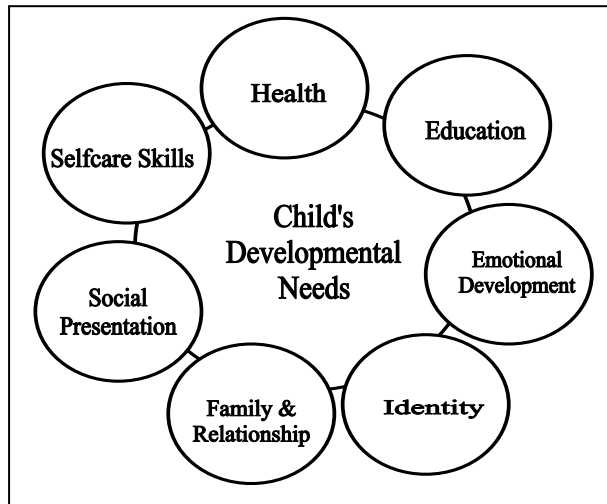 Health
Education
Selfcare Skills
Child's
Developmental
Needs
Emotional
Development
Social
Presentation
Identity
Family &
Relationship